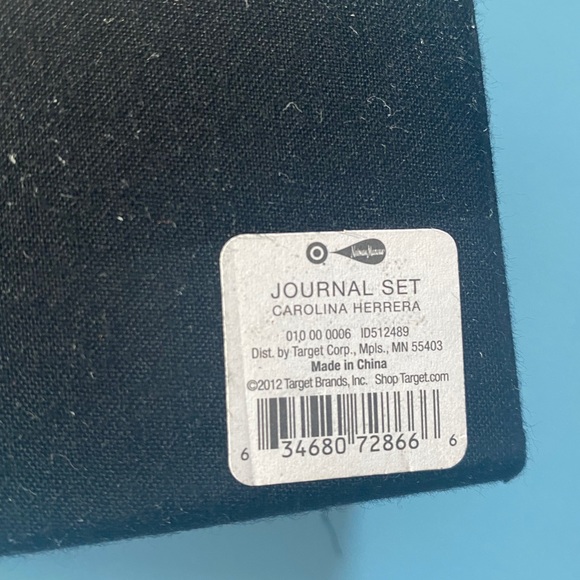 Neiman Marcus
JOURNAL SET
CAROLINA HERRERA
010 00 0006 ID512489
Dist. by Target Corp., Mpls., MN 55403
Made in China
©2012 Target Brands, Inc. Shop Target.com
6 34680 72866 6